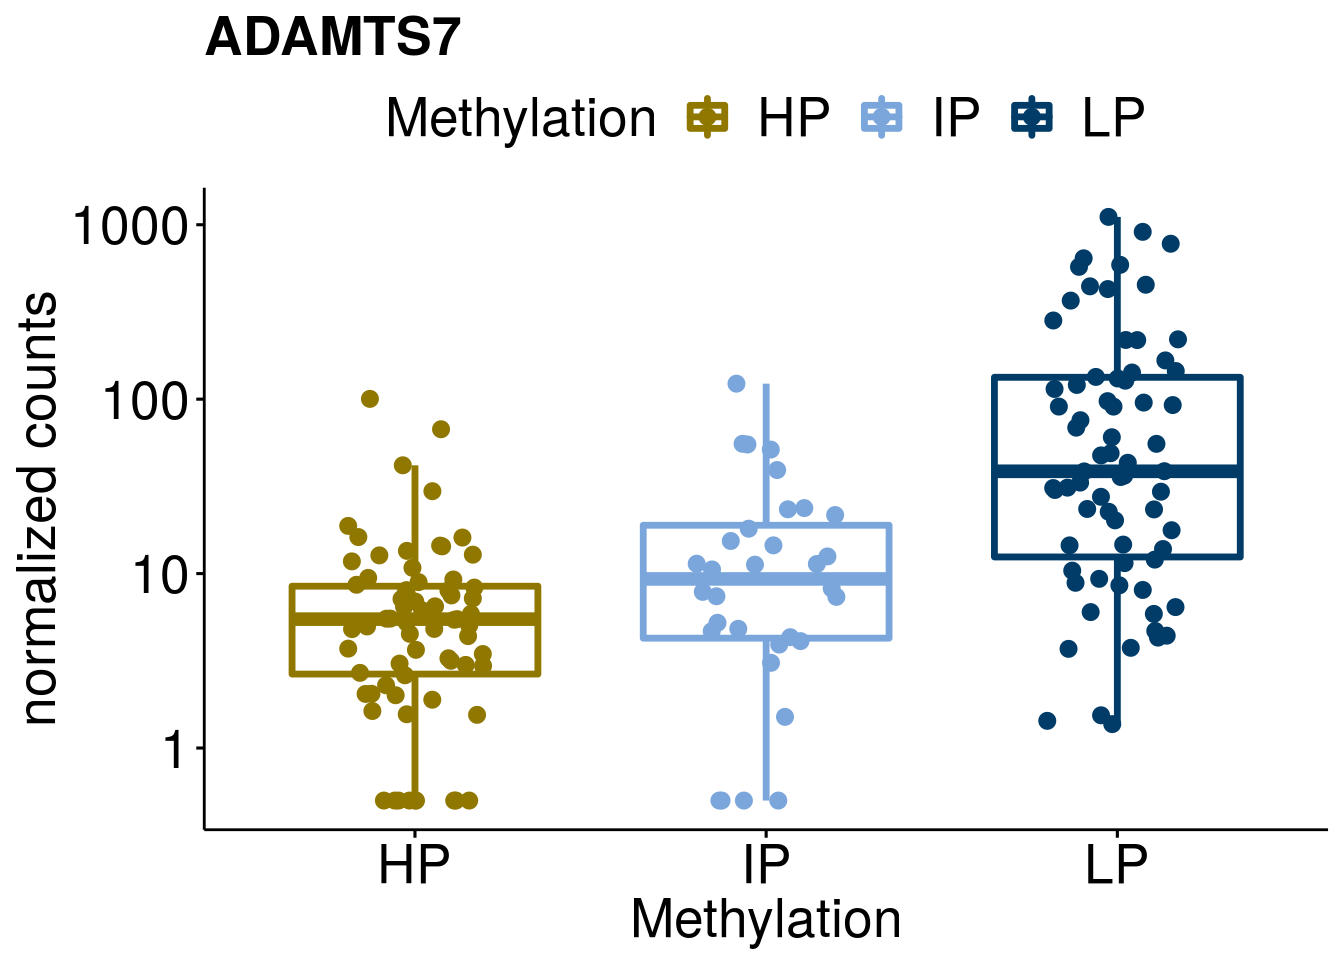 ADAMTS7
Methylation HP IP LP
1000
100
10
1
normalized counts
HP IP LP
Methylation